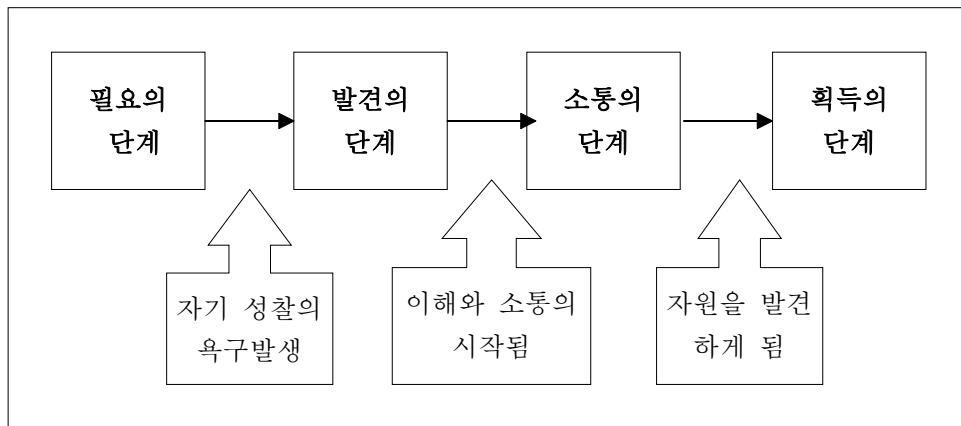 필요의
단계
발견의
단계
소통의
단계
획득의
단계
자기 성찰의
욕구발생
이해와 소통의
시작됨
자원을 발견
하게 됨